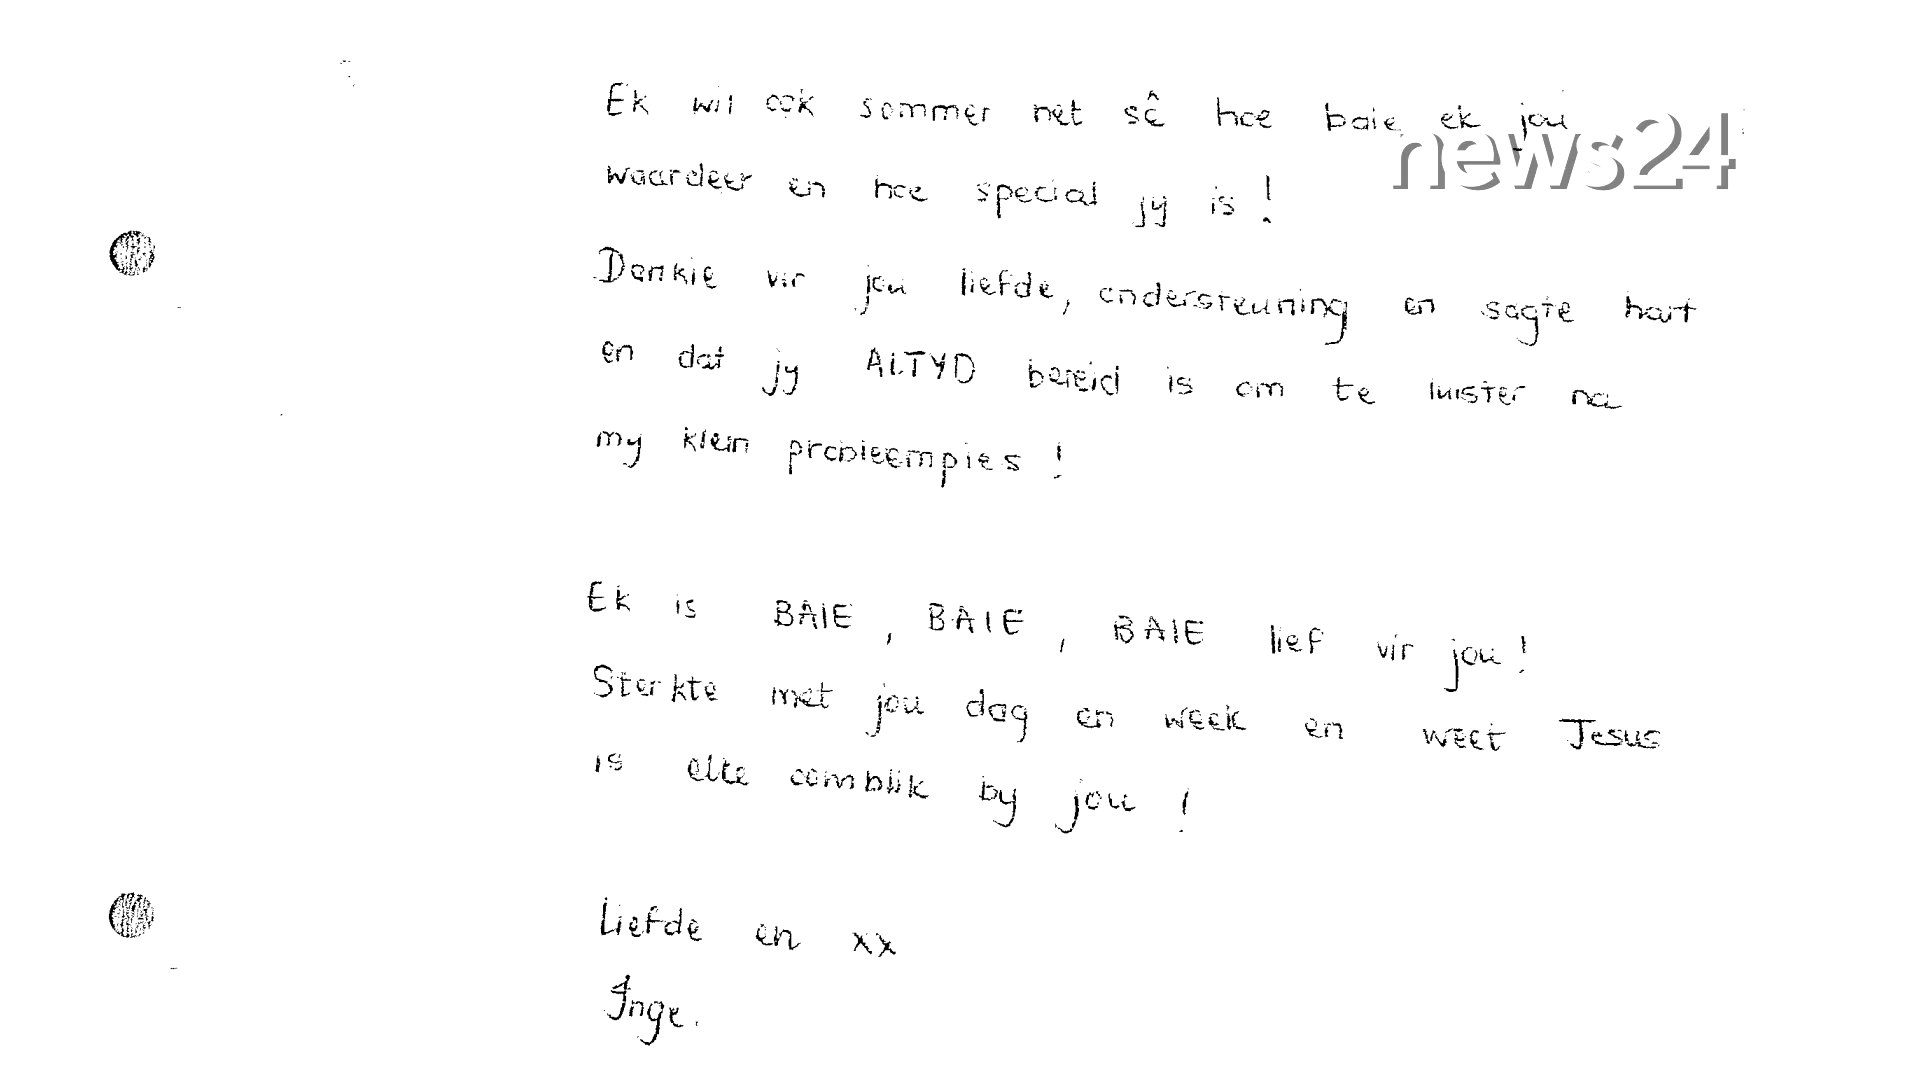 Ek wil ook sommer net sê hoe baie ek jou
news24
waardeer en hoe special jy is!
Dankie vir jou liefde, ondersteuning en sagte hart
en dat jy ALTYD bereid is om te luister na
my klein probleempies!
Ek is BAIE, BAIE, BAIE lief vir jou!
Sterkte met jou dag en week en weet Jesus
is elke oomblik by jou!
Liefde en xx
Inge.